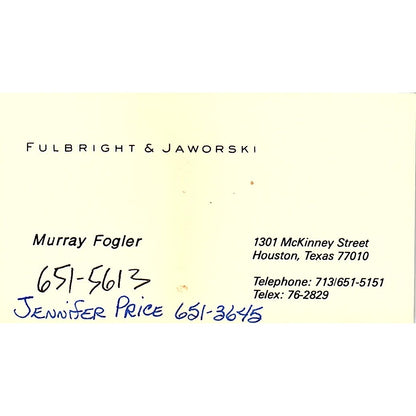 FULBRIGHT & JAWORSKI
Murray Fogler
1301 McKinney Street
Houston, Texas 77010
651-5613
Telephone: 713/651-5151
Telex: 76-2829
JENNIFER PRICE 651-3645